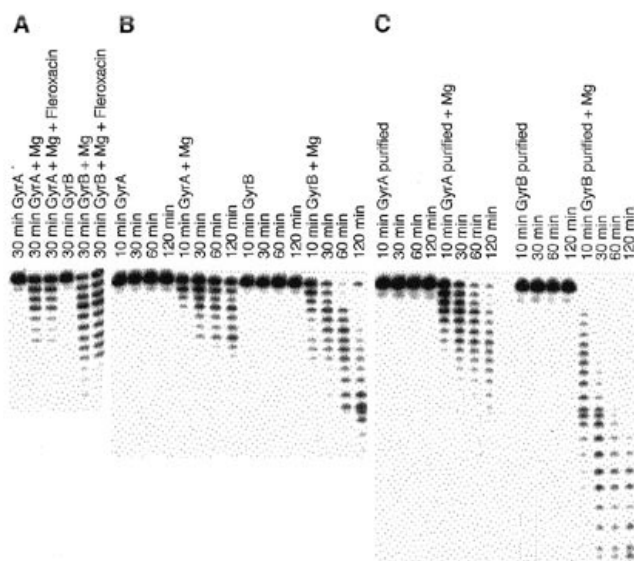 A
30 min GyrA
30 min GyrA + Mg
30 min GyrA + Mg + Fleroxacin
30 min GyrB
30 min GyrB + Mg
30 min GyrB + Mg + Fleroxacin
B
10 min GyrA
30 min
60 min
120 min
10 min GyrA + Mg
30 min
60 min
120 min
10 min GyrB
30 min
60 min
120 min
10 min GyrB + Mg
30 min
60 min
120 min
C
10 min GyrA purified
30 min
60 min
120 min
10 min GyrA purified + Mg
30 min
60 min
120 min
10 min GyrB purified
30 min
60 min
120 min
10 min GyrB purified + Mg
30 min
60 min
120 min